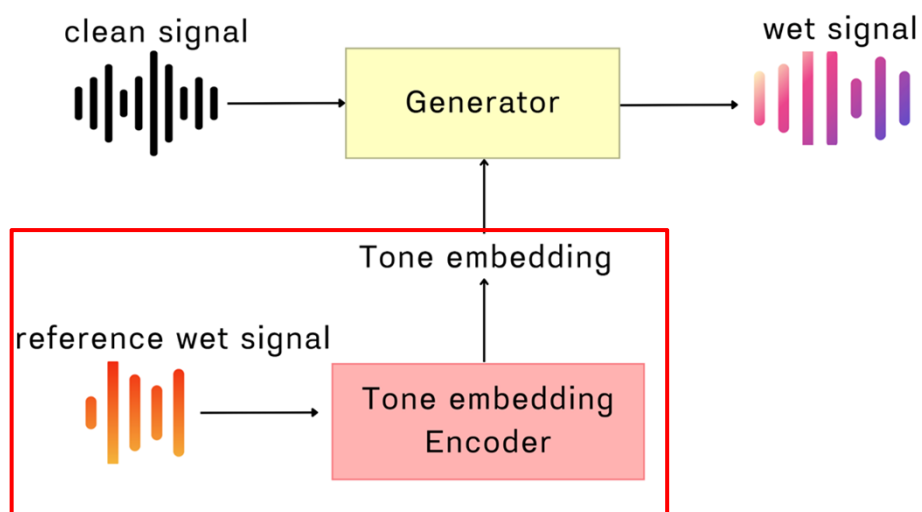 clean signal
wet signal
Generator
Tone embedding
reference wet signal
Tone embedding
Encoder